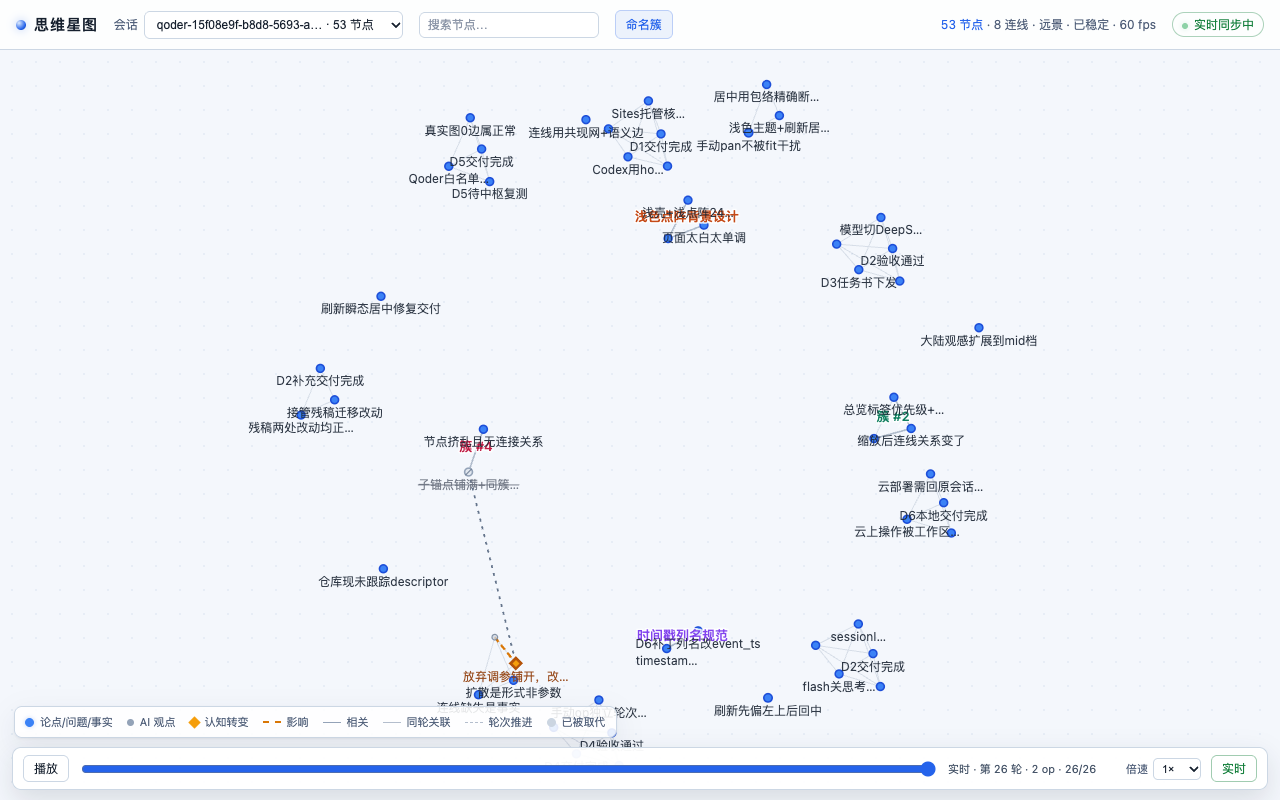 思维星图
会话
qoder-15f08e9f-b8d8-5693-a… · 53 节点
搜索节点…
命名簇
53 节点 · 8 连线 · 远景 · 已稳定 · 60 fps
实时同步中
居中用包络精确断…
Sites托管核…
真实图0边属正常
连线用共现网+语义边
浅色主题+刷新居…
D1交付完成
手动pan不被fit干扰
D5交付完成
Codex用ho…
Qoder白名单…
D5待中枢复测
浅色点阵背景设计
页面太白太单调
模型切DeepS…
D2验收通过
D3任务书下发
刷新瞬态居中修复交付
大陆观感扩展到mid档
D2补充交付完成
接管残稿迁移改动
残稿两处改动均正…
总览标签优先级+…
簇 #2
缩放后连线关系变了
节点挤乱且无连接关系
簇 #4
子锚点铺潮+同簇…
云部署需回原会话…
D6本地交付完成
云上操作被工作区…
仓库现未跟踪descriptor
时间戳列名规范
D6补丁列名改event_ts
timestam…
sessionI…
D2交付完成
flash关思考…
放弃调参铺开，改…
扩散是形式非参数
连线缺失是事实
刷新先偏左上后回中
D4验收通过
论点/问题/事实
AI 观点
认知转变
影响
相关
同轮关联
轮次推进
已被取代
播放
实时 · 第 26 轮 · 2 op · 26/26
倍速
1×
实时